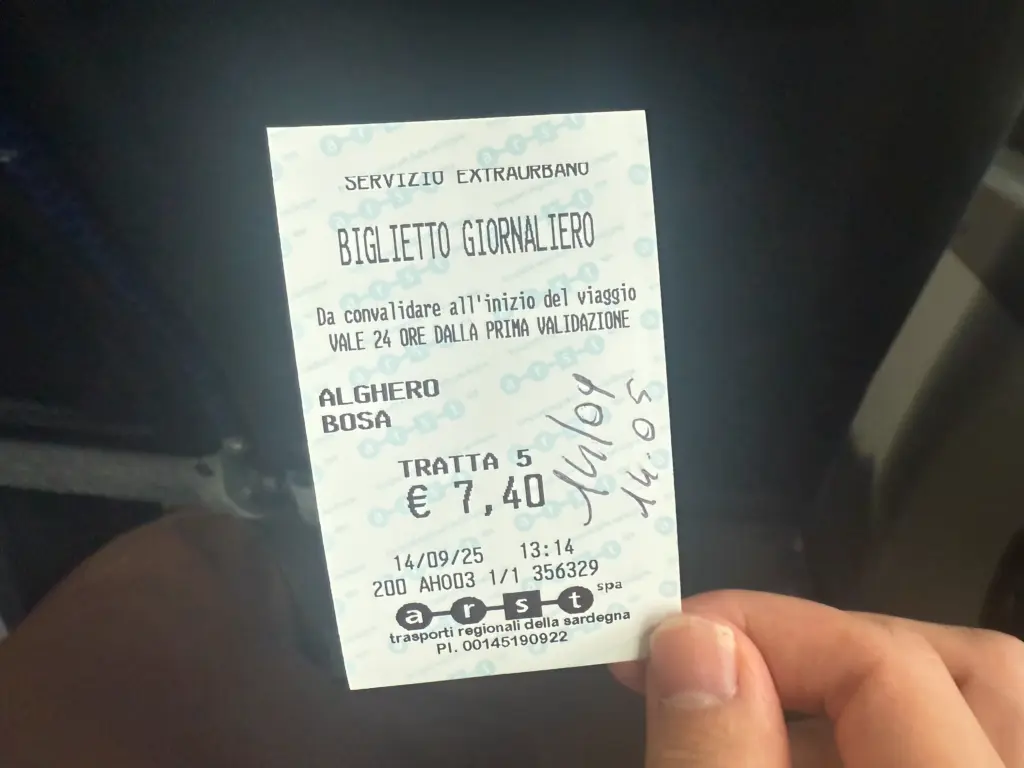 SERVIZIO EXTRAURBANO
BIGLIETTO GIORNALIERO
Da convalidare all'inizio del viaggio
VALE 24 ORE DALLA PRIMA VALIDAZIONE
ALGHERO
BOSA
TRATTA 5
€ 7,40
14/09
14.05
14/09/25 13:14
200 AH003 1/1 356329
arst spa
trasporti regionali della sardegna
PI. 00145190922